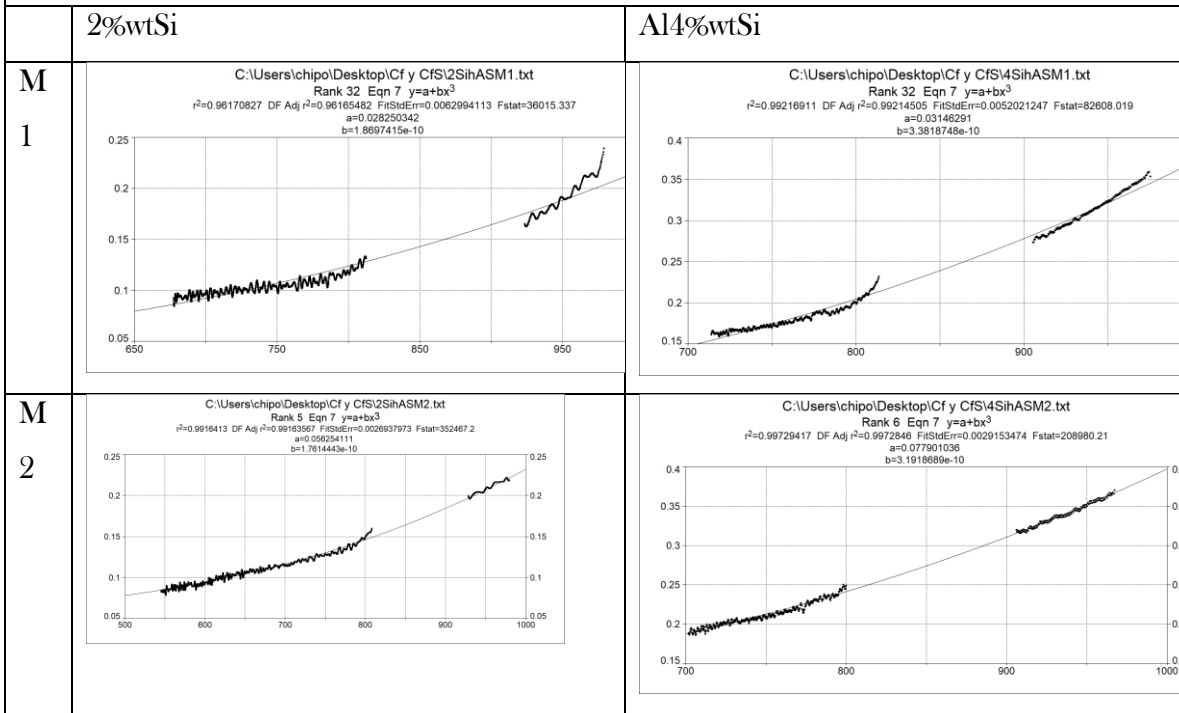 2%wtSi
Al4%wtSi
M
1
C:\Users\chipo\Desktop\Cf y CfS\2SihASM1.txt
Rank 32 Eqn 7 y=a+bx³
r²=0.96170827 DF Adj r²=0.96165482 FitStdErr=0.0062994113 Fstat=36015.337
a=0.028250342
b=1.8697415e-10
0.25
0.2
0.15
0.1
0.05
650
750
850
950
C:\Users\chipo\Desktop\Cf y CfS\4SihASM1.txt
Rank 32 Eqn 7 y=a+bx³
r²=0.99216911 DF Adj r²=0.99214505 FitStdErr=0.0052021247 Fstat=82608.019
a=0.03146291
b=3.3818748e-10
0.4
0.35
0.3
0.25
0.2
0.15
700
800
900
M
2
C:\Users\chipo\Desktop\Cf y CfS\2SihASM2.txt
Rank 5 Eqn 7 y=a+bx³
r²=0.9916413 DF Adj r²=0.99163567 FitStdErr=0.0026937973 Fstat=352467.2
a=0.056254111
b=1.7614443e-10
0.25
0.2
0.15
0.1
0.05
0.25
0.2
0.15
0.1
0.05
500
600
700
800
900
1000
C:\Users\chipo\Desktop\Cf y CfS\4SihASM2.txt
Rank 6 Eqn 7 y=a+bx³
r²=0.99729417 DF Adj r²=0.9972846 FitStdErr=0.0029153474 Fstat=208980.21
a=0.077901036
b=3.1918689e-10
0.4
0.35
0.3
0.25
0.2
0.15
700
800
900
1000